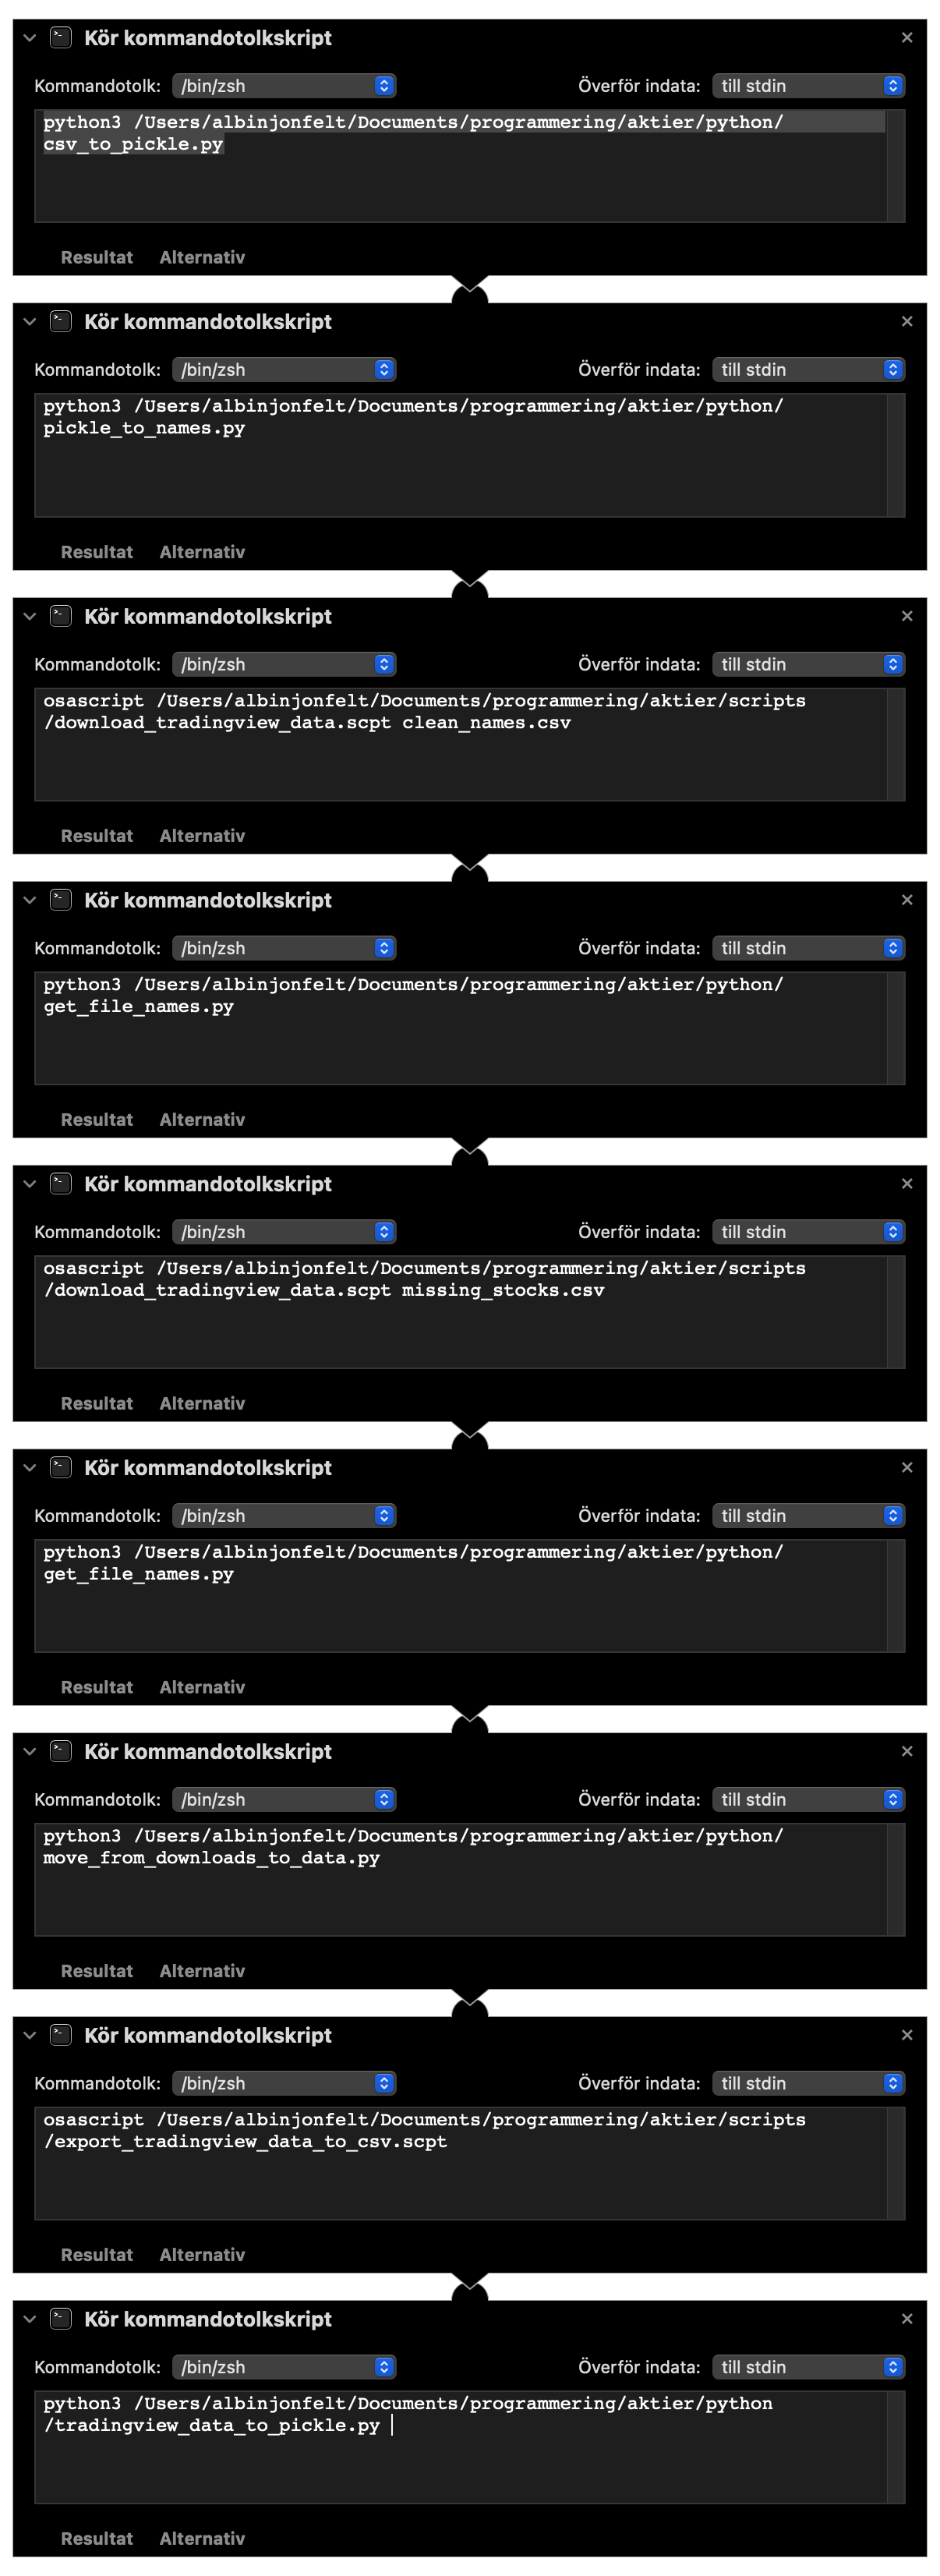 Kör kommandotolkskript
Kommandotolk: /bin/zsh Överför indata: till stdin
python3 /Users/albinjonfelt/Documents/programmering/aktier/python/
csv_to_pickle.py
Resultat Alternativ
Kör kommandotolkskript
Kommandotolk: /bin/zsh Överför indata: till stdin
python3 /Users/albinjonfelt/Documents/programmering/aktier/python/
pickle_to_names.py
Resultat Alternativ
Kör kommandotolkskript
Kommandotolk: /bin/zsh Överför indata: till stdin
osascript /Users/albinjonfelt/Documents/programmering/aktier/scripts
/download_tradingview_data.scpt clean_names.csv
Resultat Alternativ
Kör kommandotolkskript
Kommandotolk: /bin/zsh Överför indata: till stdin
python3 /Users/albinjonfelt/Documents/programmering/aktier/python/
get_file_names.py
Resultat Alternativ
Kör kommandotolkskript
Kommandotolk: /bin/zsh Överför indata: till stdin
osascript /Users/albinjonfelt/Documents/programmering/aktier/scripts
/download_tradingview_data.scpt missing_stocks.csv
Resultat Alternativ
Kör kommandotolkskript
Kommandotolk: /bin/zsh Överför indata: till stdin
python3 /Users/albinjonfelt/Documents/programmering/aktier/python/
get_file_names.py
Resultat Alternativ
Kör kommandotolkskript
Kommandotolk: /bin/zsh Överför indata: till stdin
python3 /Users/albinjonfelt/Documents/programmering/aktier/python/
move_from_downloads_to_data.py
Resultat Alternativ
Kör kommandotolkskript
Kommandotolk: /bin/zsh Överför indata: till stdin
osascript /Users/albinjonfelt/Documents/programmering/aktier/scripts
/export_tradingview_data_to_csv.scpt
Resultat Alternativ
Kör kommandotolkskript
Kommandotolk: /bin/zsh Överför indata: till stdin
python3 /Users/albinjonfelt/Documents/programmering/aktier/python
/tradingview_data_to_pickle.py
Resultat Alternativ